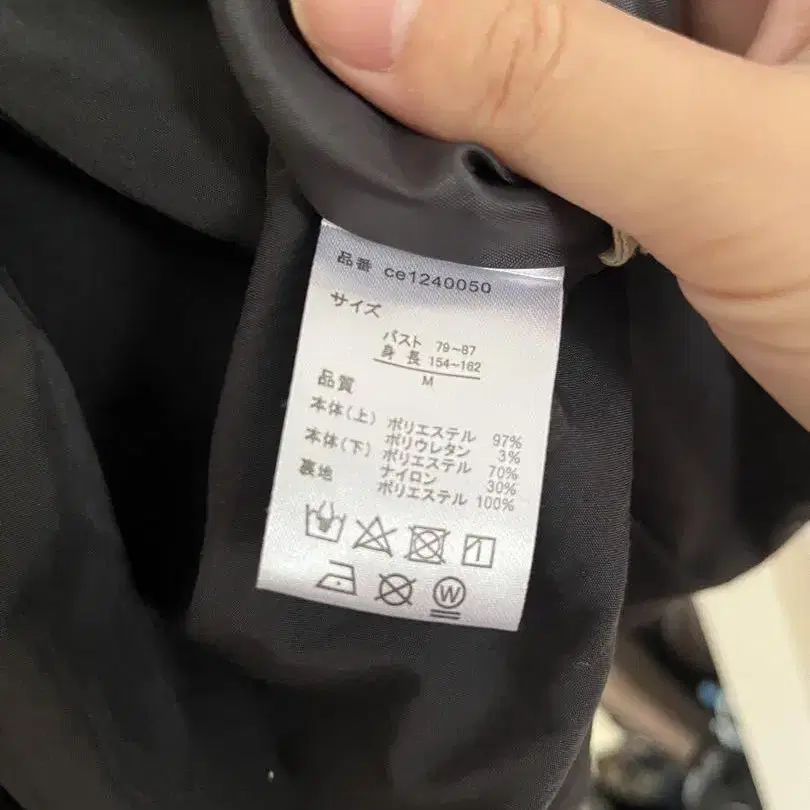 品番 ce1240050
サイズ
バスト 79~87
身長 154~162
M
品質
本体(上) ポリエステル 97%
ポリウレタン 3%
本体(下) ポリエステル 70%
ナイロン 30%
裏地 ポリエステル 100%
W